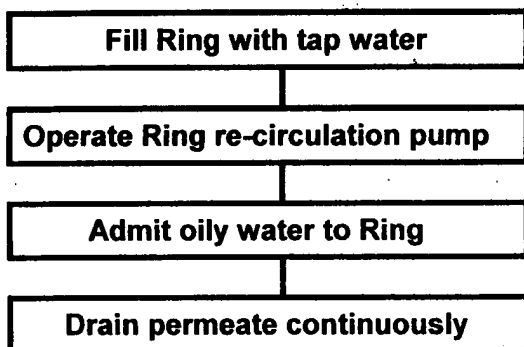 Fill Ring with tap water
Operate Ring re-circulation pump
Admit oily water to Ring
Drain permeate continuously